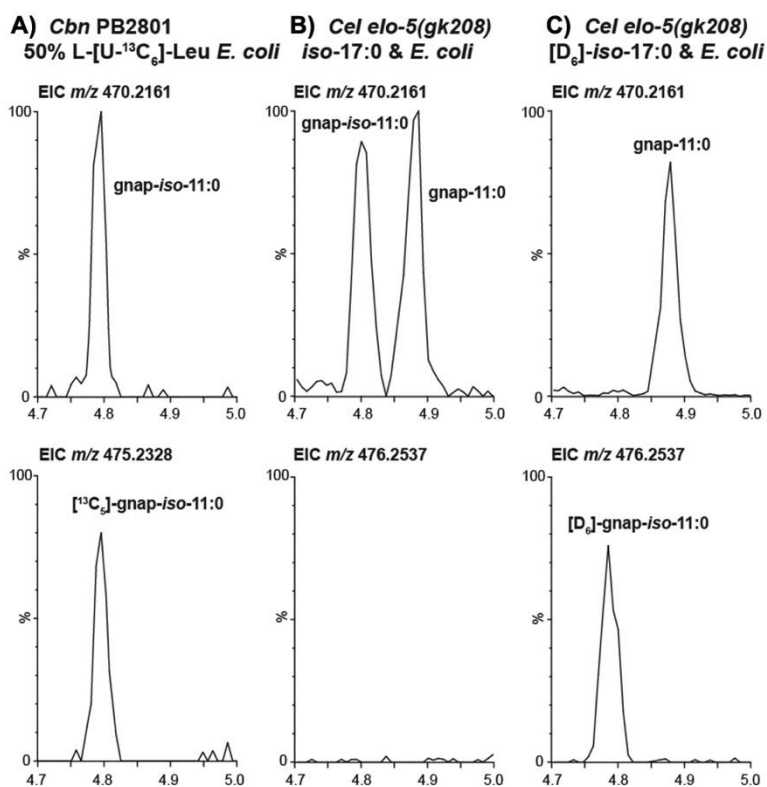 A) Cbn PB2801
50% L-[U-¹³C₆]-Leu E. coli
EIC m/z 470.2161
100
gnap-iso-11:0
%
0
4.7 4.8 4.9 5.0
EIC m/z 475.2328
100
[¹³C₅]-gnap-iso-11:0
%
0
4.7 4.8 4.9 5.0
B) Cel elo-5(gk208)
iso-17:0 & E. coli
EIC m/z 470.2161
100
gnap-iso-11:0
gnap-11:0
%
0
4.7 4.8 4.9 5.0
EIC m/z 476.2537
100
%
0
4.7 4.8 4.9 5.0
C) Cel elo-5(gk208)
[D₆]-iso-17:0 & E. coli
EIC m/z 470.2161
100
gnap-11:0
%
0
4.7 4.8 4.9 5.0
EIC m/z 476.2537
100
[D₆]-gnap-iso-11:0
%
0
4.7 4.8 4.9 5.0